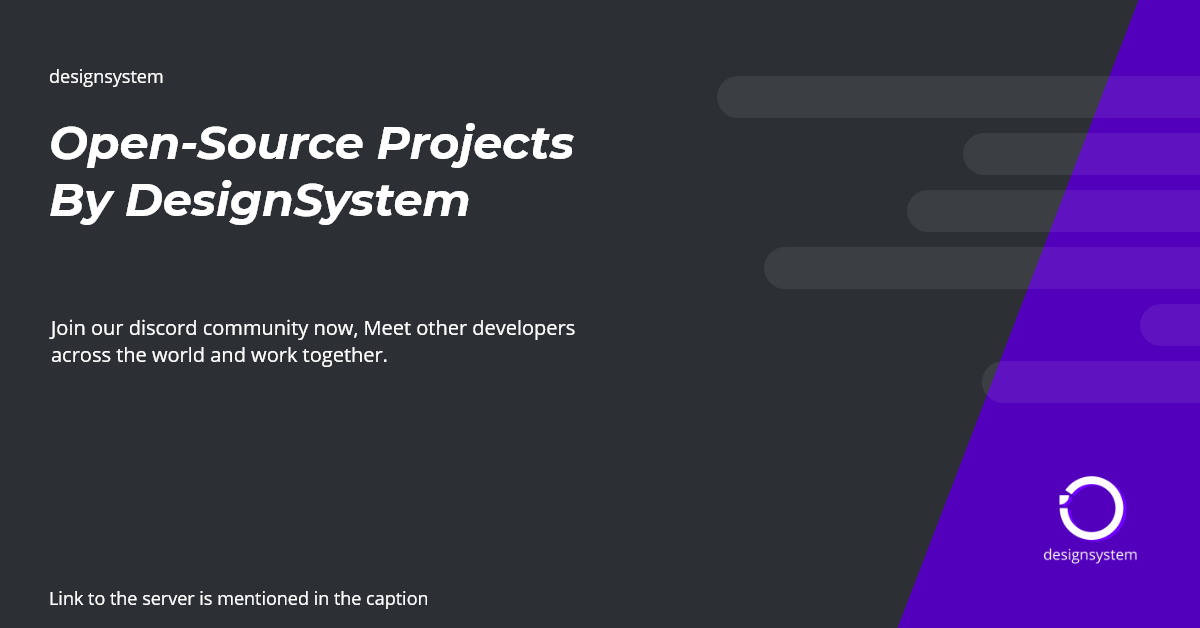 designsystem
Open-Source Projects
By DesignSystem
Join our discord community now, Meet other developers
across the world and work together.
designsystem
Link to the server is mentioned in the caption